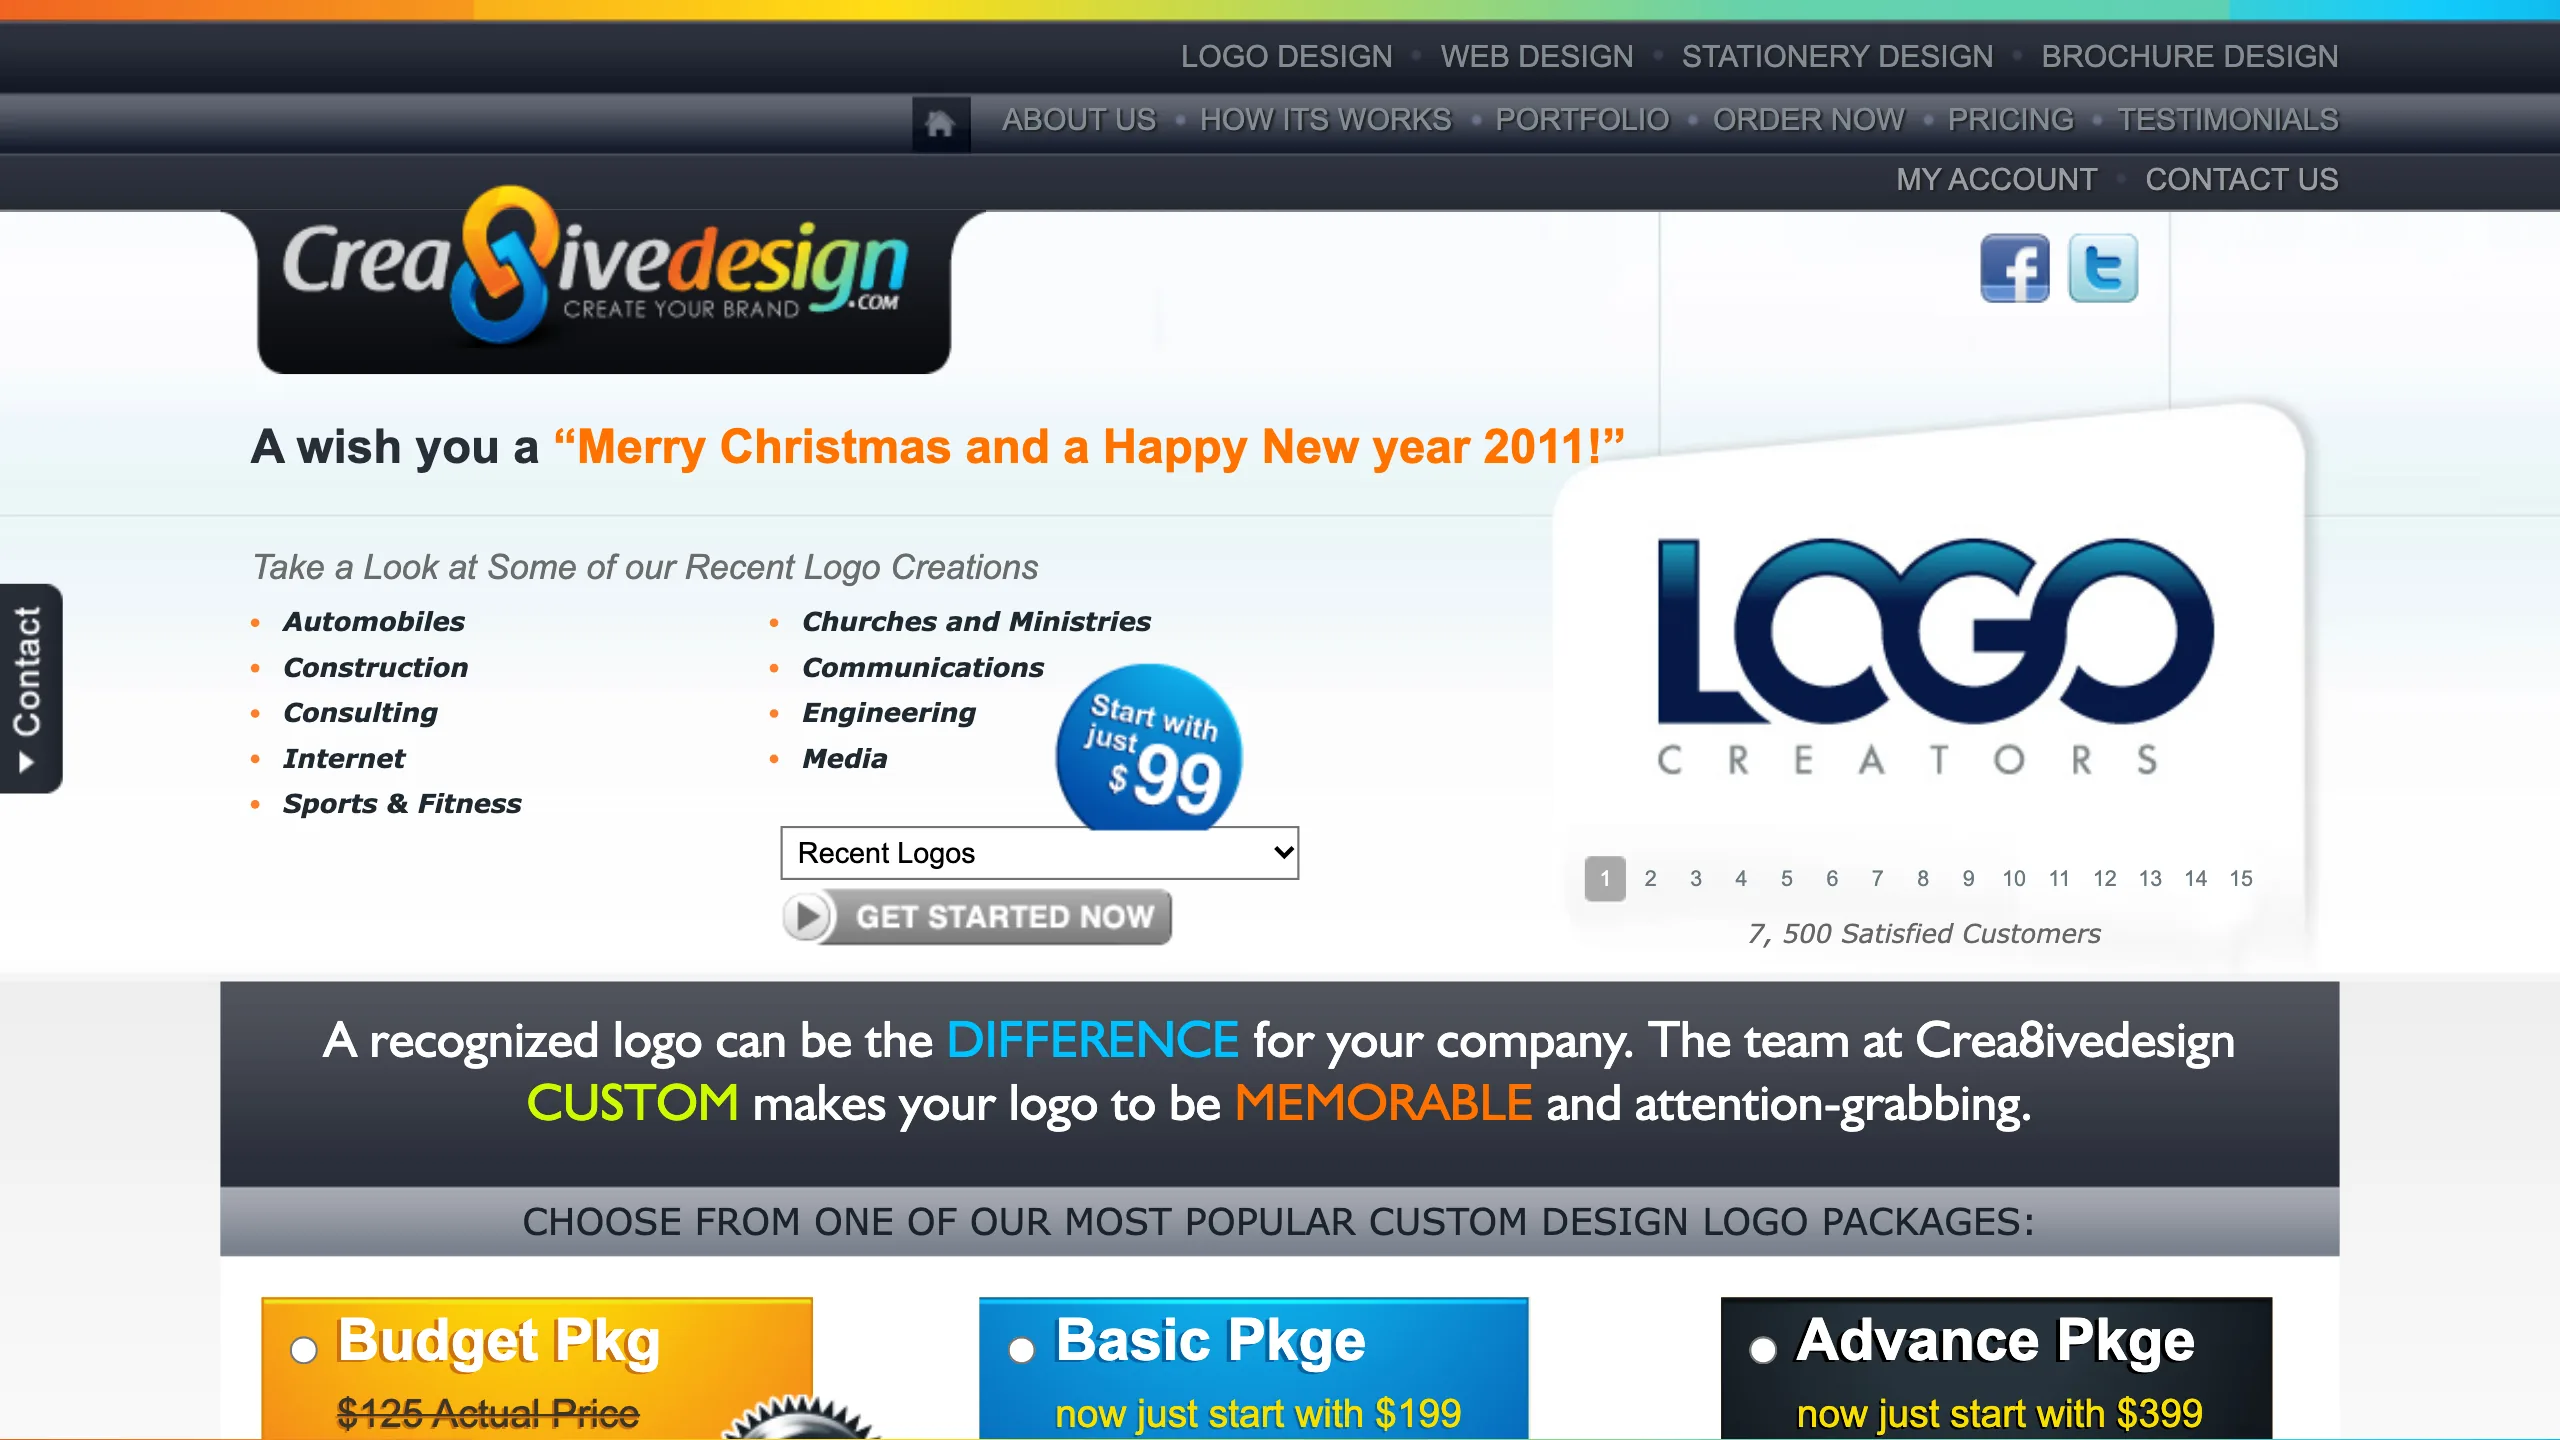 LOGO DESIGN • WEB DESIGN • STATIONERY DESIGN • BROCHURE DESIGN
ABOUT US • HOW ITS WORKS • PORTFOLIO • ORDER NOW • PRICING • TESTIMONIALS
MY ACCOUNT • CONTACT US
Crea8ivedesign.COM
CREATE YOUR BRAND
A wish you a “Merry Christmas and a Happy New year 2011!”
Take a Look at Some of our Recent Logo Creations
• Automobiles
• Construction
• Consulting
• Internet
• Sports & Fitness
• Churches and Ministries
• Communications
• Engineering
• Media
Start with
just
$99
Recent Logos
GET STARTED NOW
Contact
LOGO
CREATORS
1 2 3 4 5 6 7 8 9 10 11 12 13 14 15
7, 500 Satisfied Customers
A recognized logo can be the DIFFERENCE for your company. The team at Crea8ivedesign
CUSTOM makes your logo to be MEMORABLE and attention-grabbing.
CHOOSE FROM ONE OF OUR MOST POPULAR CUSTOM DESIGN LOGO PACKAGES:
Budget Pkg
$125 Actual Price
Basic Pkge
now just start with $199
Advance Pkge
now just start with $399